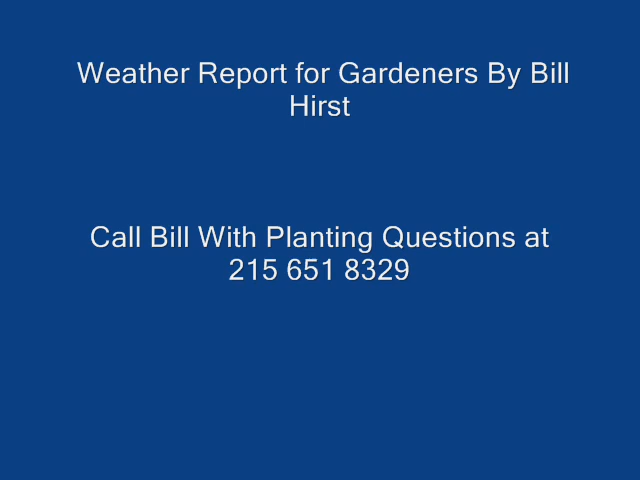 Weather Report for Gardeners By Bill
Hirst
Call Bill With Planting Questions at
215 651 8329